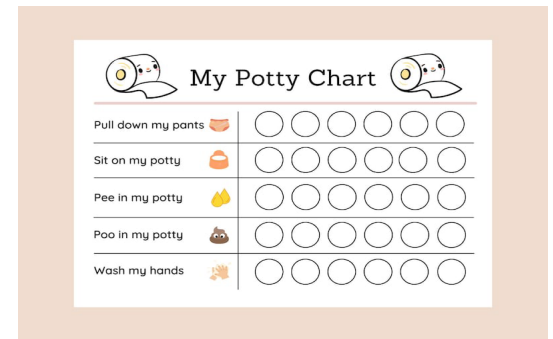 My Potty Chart
Pull down my pants
Sit on my potty
Pee in my potty
Poo in my potty
Wash my hands